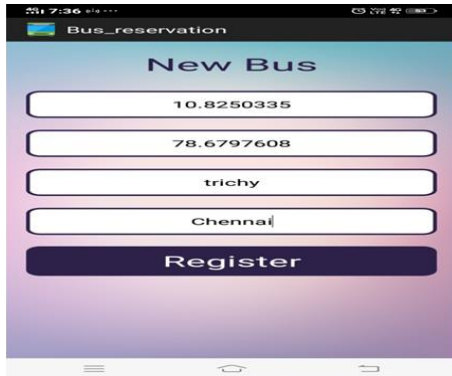 7:36
Bus_reservation
New Bus
10.8250335
78.6797608
trichy
Chennai
Register